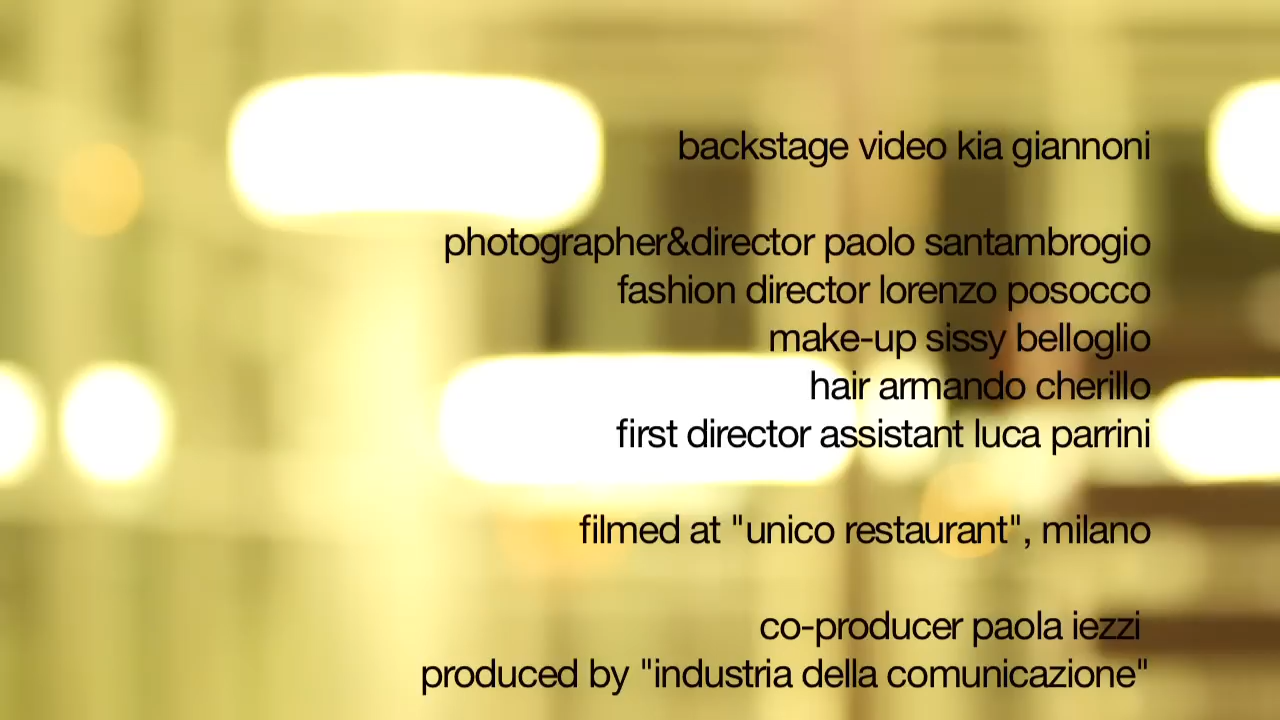 backstage video kia giannoni
photographer&director paolo santambrogio
fashion director lorenzo posocco
make-up sissy belloglio
hair armando cherillo
first director assistant luca parrini
filmed at "unico restaurant", milano
co-producer paola iezzi
produced by "industria della comunicazione"